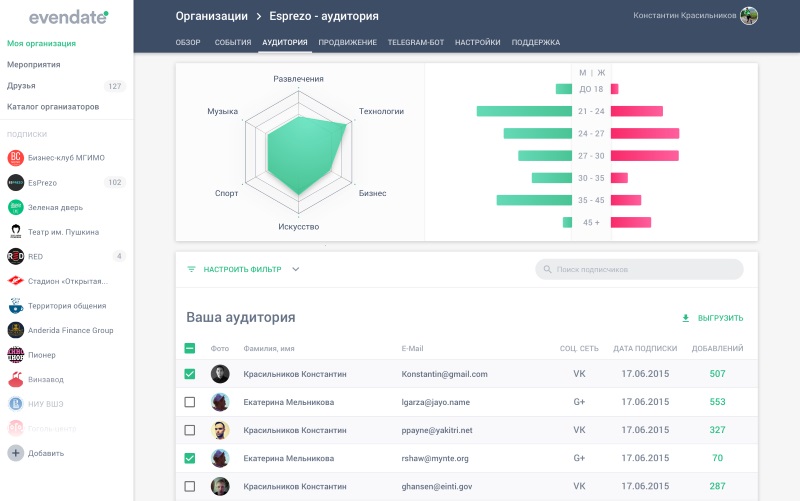 evendate
Моя организация
Мероприятия
Друзья 127
Каталог организаторов
ПОДПИСКИ
Бизнес-клуб МГИМО
EsPrezo 102
Зеленая дверь
Театр им. Пушкина
RED 4
Стадион «Открытая...
Территория общения
Anderida Finance Group
Пионер
Винзавод
НИУ ВШЭ
Гоголь-центр
Добавить
Организации > Esprezo - аудитория
Константин Красильников
ОБЗОР СОБЫТИЯ АУДИТОРИЯ ПРОДВИЖЕНИЕ TELEGRAM-БОТ НАСТРОЙКИ ПОДДЕРЖКА
Развлечения
Музыка Технологии
Спорт Бизнес
Искусство
М | Ж
ДО 18
21 - 24
24 - 27
27 - 30
30 - 35
35 - 45
45 +
НАСТРОИТЬ ФИЛЬТР
Поиск подписчиков
Ваша аудитория
ВЫГРУЗИТЬ
Фото Фамилия, имя E-Mail СОЦ. СЕТЬ ДАТА ПОДПИСКИ ДОБАВЛЕНИЙ
Красильников Константин Konstantin@gmail.com VK 17.06.2015 507
Екатерина Мельникова lgarza@jayo.name G+ 17.06.2015 553
Красильников Константин ppayne@yakitri.net VK 17.06.2015 327
Екатерина Мельникова rshaw@mynte.org G+ 17.06.2015 70
Красильников Константин ghansen@einti.gov VK 17.06.2015 287